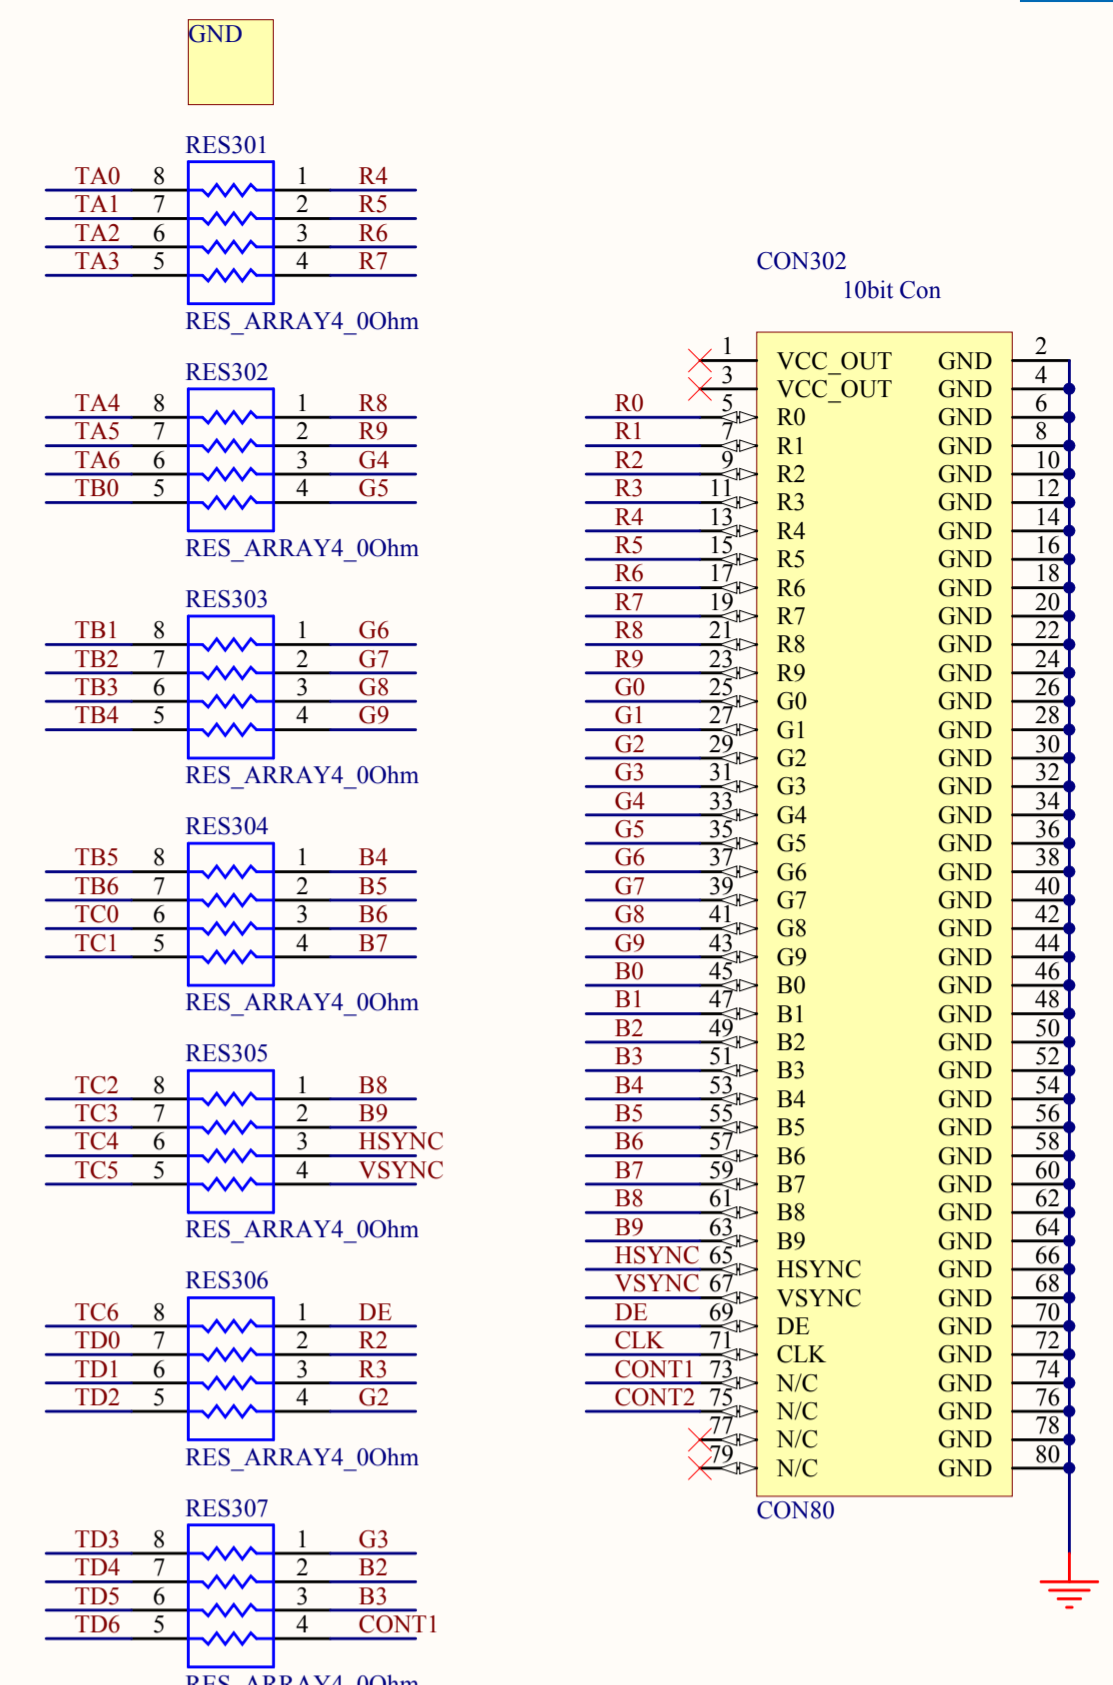 GND
RES301
TA0 8 1 R4
TA1 7 2 R5
TA2 6 3 R6
TA3 5 4 R7
RES_ARRAY4_0Ohm
RES302
TA4 8 1 R8
TA5 7 2 R9
TA6 6 3 G4
TB0 5 4 G5
RES_ARRAY4_0Ohm
RES303
TB1 8 1 G6
TB2 7 2 G7
TB3 6 3 G8
TB4 5 4 G9
RES_ARRAY4_0Ohm
RES304
TB5 8 1 B4
TB6 7 2 B5
TC0 6 3 B6
TC1 5 4 B7
RES_ARRAY4_0Ohm
RES305
TC2 8 1 B8
TC3 7 2 B9
TC4 6 3 HSYNC
TC5 5 4 VSYNC
RES_ARRAY4_0Ohm
RES306
TC6 8 1 DE
TD0 7 2 R2
TD1 6 3 R3
TD2 5 4 G2
RES_ARRAY4_0Ohm
RES307
TD3 8 1 G3
TD4 7 2 B2
TD5 6 3 B3
TD6 5 4 CONT1
RES_ARRAY4_0Ohm
CON302
10bit Con
1 VCC_OUT GND 2
3 VCC_OUT GND 4
R0 5 R0 GND 6
R1 7 R1 GND 8
R2 9 R2 GND 10
R3 11 R3 GND 12
R4 13 R4 GND 14
R5 15 R5 GND 16
R6 17 R6 GND 18
R7 19 R7 GND 20
R8 21 R8 GND 22
R9 23 R9 GND 24
G0 25 G0 GND 26
G1 27 G1 GND 28
G2 29 G2 GND 30
G3 31 G3 GND 32
G4 33 G4 GND 34
G5 35 G5 GND 36
G6 37 G6 GND 38
G7 39 G7 GND 40
G8 41 G8 GND 42
G9 43 G9 GND 44
B0 45 B0 GND 46
B1 47 B1 GND 48
B2 49 B2 GND 50
B3 51 B3 GND 52
B4 53 B4 GND 54
B5 55 B5 GND 56
B6 57 B6 GND 58
B7 59 B7 GND 60
B8 61 B8 GND 62
B9 63 B9 GND 64
HSYNC 65 HSYNC GND 66
VSYNC 67 VSYNC GND 68
DE 69 DE GND 70
CLK 71 CLK GND 72
CONT1 73 N/C GND 74
CONT2 75 N/C GND 76
77 N/C GND 78
79 N/C GND 80
CON80